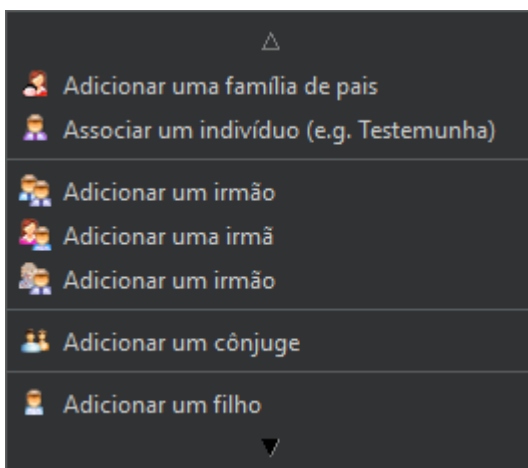 Adicionar uma família de pais
Associar um indivíduo (e.g. Testemunha)
Adicionar um irmão
Adicionar uma irmã
Adicionar um irmão
Adicionar um cônjuge
Adicionar um filho